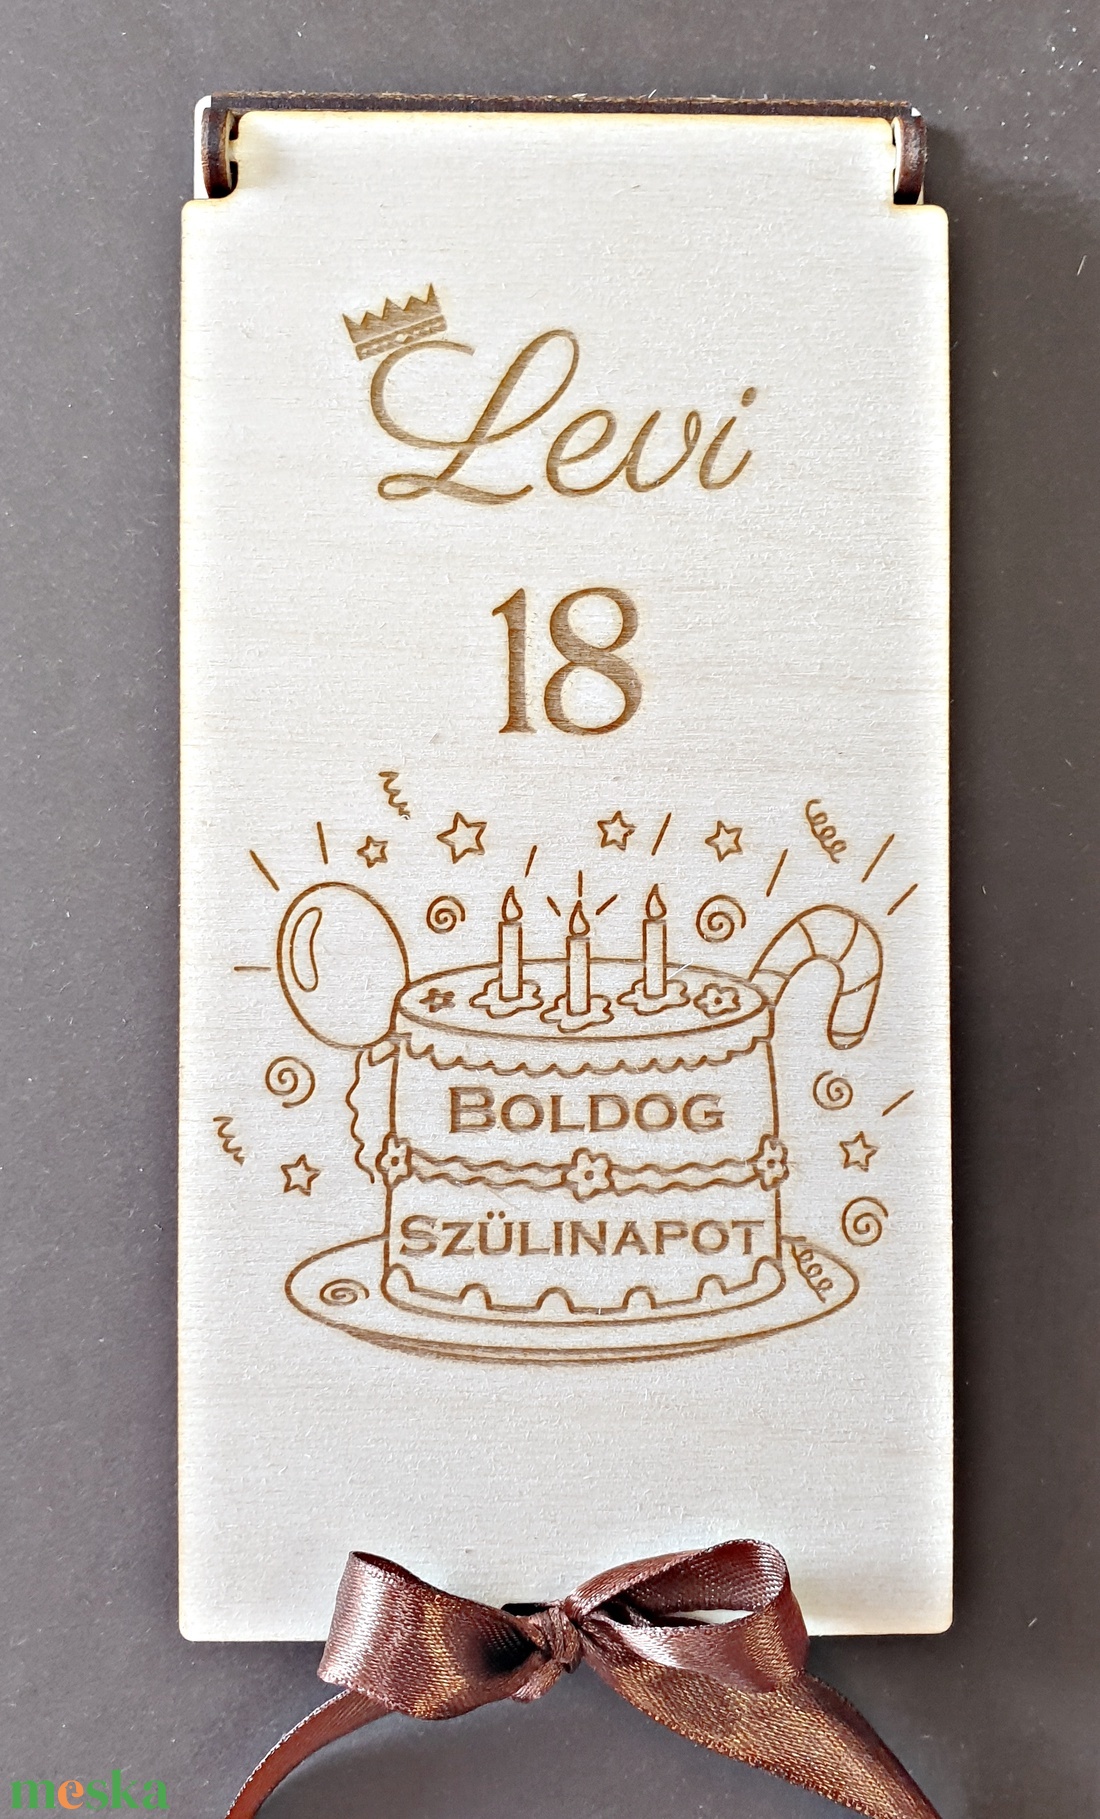 Levi
18
BOLDOG
SZÜLINAPOT
meska